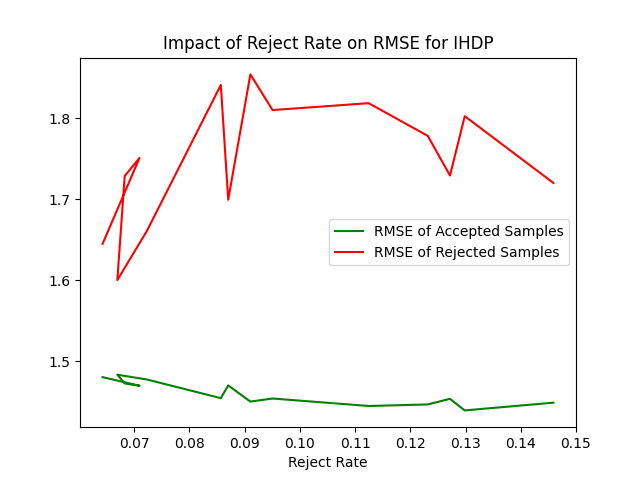 Impact of Reject Rate on RMSE for IHDP
1.8
1.7
1.6
1.5
RMSE of Accepted Samples
RMSE of Rejected Samples
0.07 0.08 0.09 0.10 0.11 0.12 0.13 0.14 0.15
Reject Rate